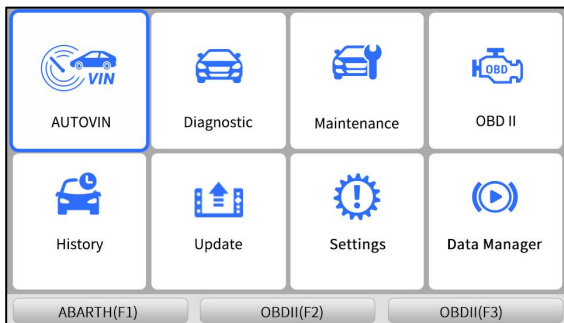 VIN
OBD
AUTOVIN
Diagnostic
Maintenance
OBD II
History
Update
Settings
Data Manager
ABARTH(F1)
OBDII(F2)
OBDII(F3)